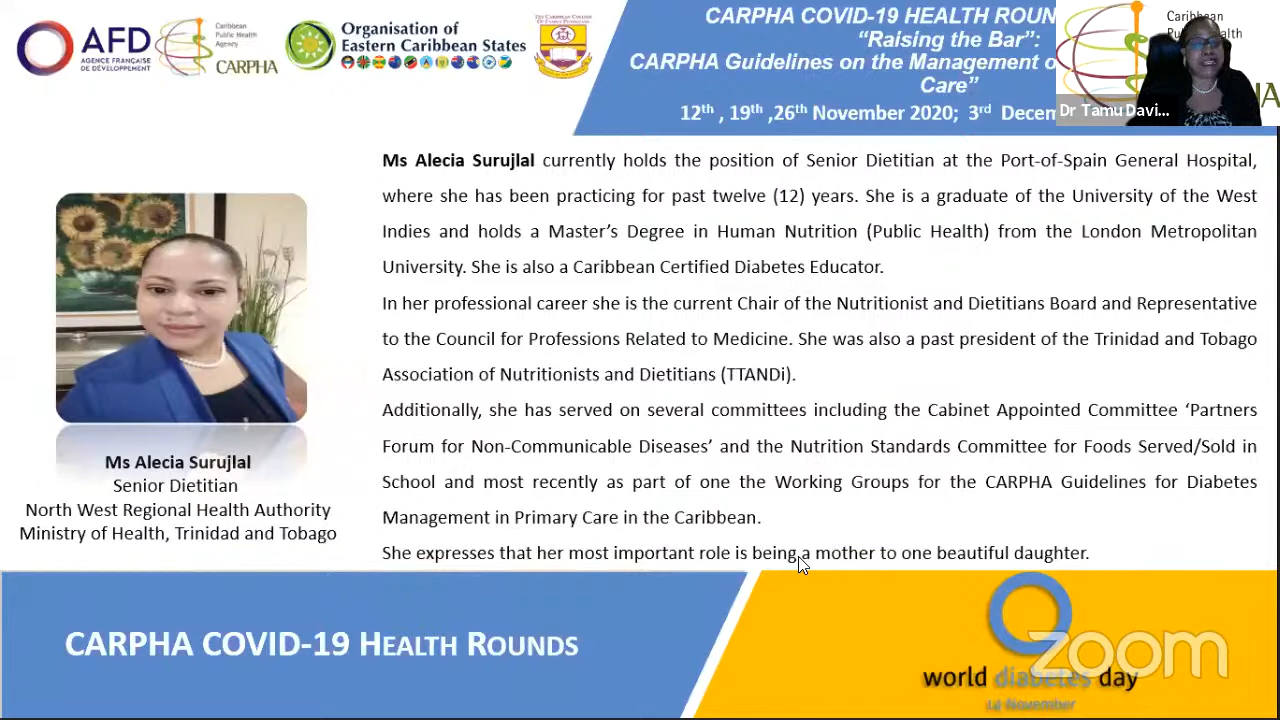 AFD
AGENCE FRANÇAISE
DE DÉVELOPPEMENT
Caribbean
Public Health
Agency
CARPHA
Organisation of
Eastern Caribbean States
CARPHA COVID-19 HEALTH ROUN
“Raising the Bar”:
CARPHA Guidelines on the Management o
Care”
12th , 19th ,26th November 2020; 3rd Decem
Caribbean
Dr Tamu Davi...
Ms Alecia Surujlal currently holds the position of Senior Dietitian at the Port-of-Spain General Hospital,
where she has been practicing for past twelve (12) years. She is a graduate of the University of the West
Indies and holds a Master’s Degree in Human Nutrition (Public Health) from the London Metropolitan
University. She is also a Caribbean Certified Diabetes Educator.
In her professional career she is the current Chair of the Nutritionist and Dietitians Board and Representative
to the Council for Professions Related to Medicine. She was also a past president of the Trinidad and Tobago
Association of Nutritionists and Dietitians (TTANDi).
Additionally, she has served on several committees including the Cabinet Appointed Committee ‘Partners
Forum for Non-Communicable Diseases’ and the Nutrition Standards Committee for Foods Served/Sold in
School and most recently as part of one the Working Groups for the CARPHA Guidelines for Diabetes
Management in Primary Care in the Caribbean.
She expresses that her most important role is being a mother to one beautiful daughter.
Ms Alecia Surujlal
Senior Dietitian
North West Regional Health Authority
Ministry of Health, Trinidad and Tobago
CARPHA COVID-19 HEALTH ROUNDS
world diabetes day
14 November
zoom